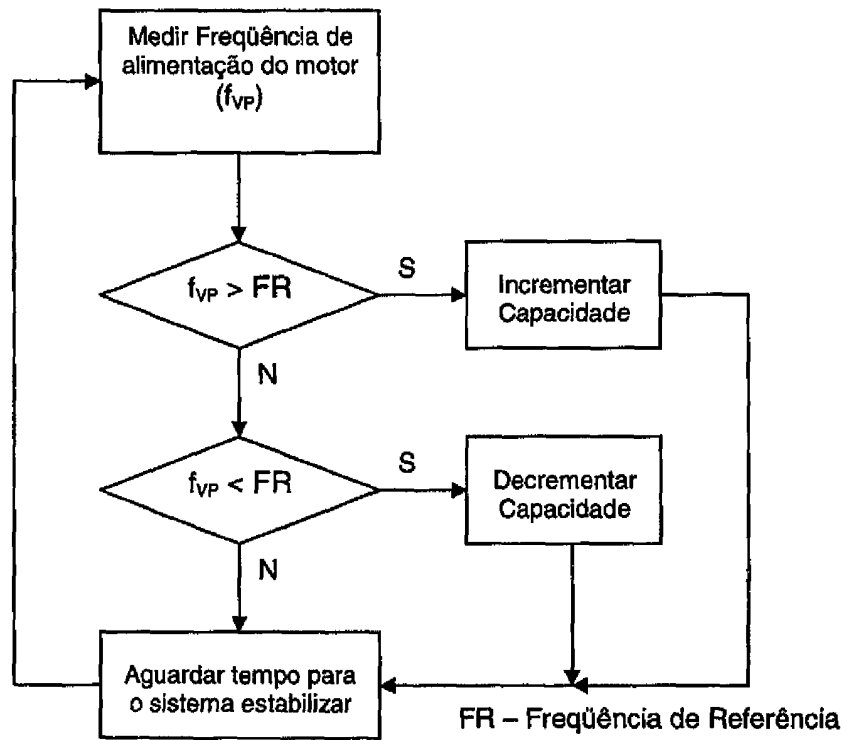 Medir Freqüência de
alimentação do motor
(fVP)
fVP > FR
S
Incrementar
Capacidade
N
fVP < FR
S
Decrementar
Capacidade
N
Aguardar tempo para
o sistema estabilizar
FR – Freqüência de Referência